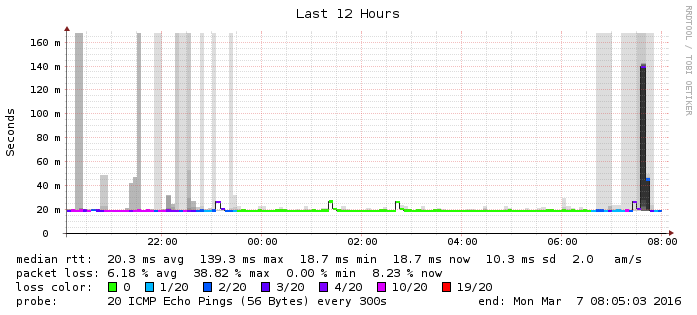 Last 12 Hours
RRDTOOL / TOBI OETIKER
Seconds
160 m
140 m
120 m
100 m
80 m
60 m
40 m
20 m
0
22:00 00:00 02:00 04:00 06:00 08:00
median rtt: 20.3 ms avg 139.3 ms max 18.7 ms min 18.7 ms now 10.3 ms sd 2.0 am/s
packet loss: 6.18 % avg 38.82 % max 0.00 % min 8.23 % now
loss color: 0 1/20 2/20 3/20 4/20 10/20 19/20
probe: 20 ICMP Echo Pings (56 Bytes) every 300s end: Mon Mar 7 08:05:03 2016